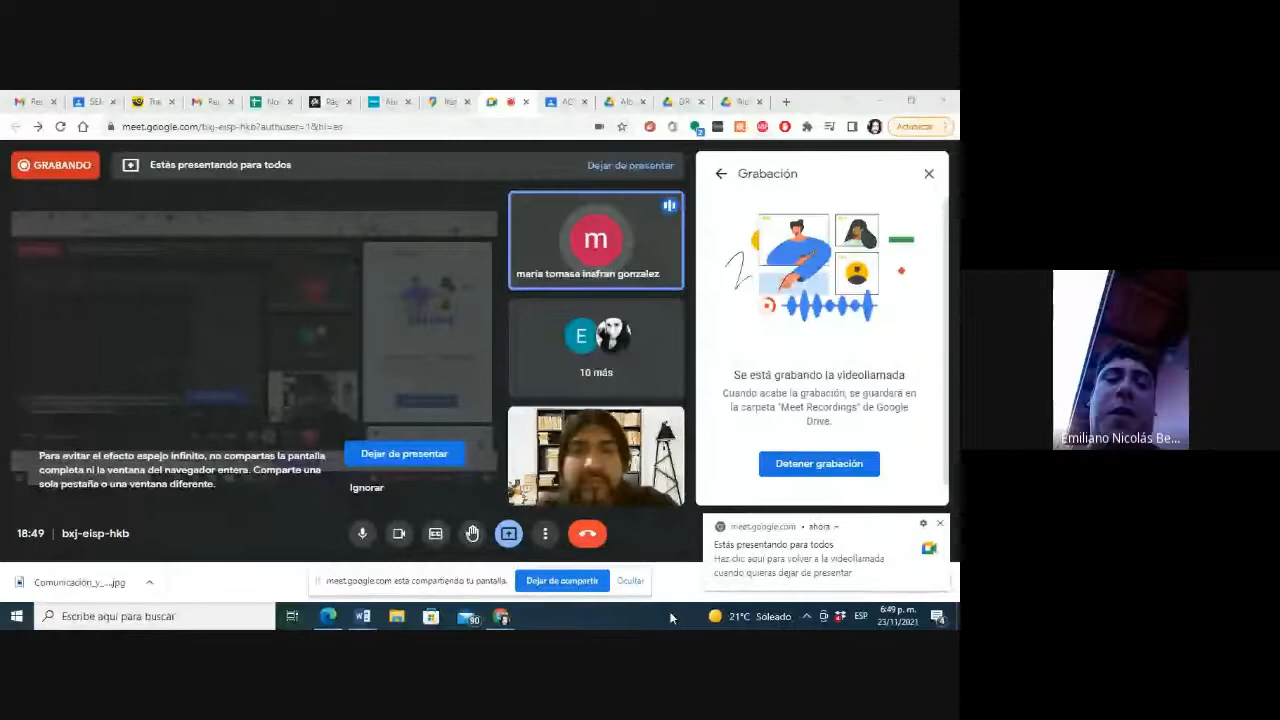 meet.google.com/bxj-eisp-hkb?authuser=1&hl=es
Actualizar
GRABANDO
Estás presentando para todos
Dejar de presentar
m
maria tomasa insfran gonzalez
E
10 más
Para evitar el efecto espejo infinito, no compartas la pantalla
completa ni la ventana del navegador entera. Comparte una
sola pestaña o una ventana diferente.
Dejar de presentar
Ignorar
18:49 | bxj-eisp-hkb
Grabación
Se está grabando la videollamada
Cuando acabe la grabación, se guardará en
la carpeta "Meet Recordings" de Google
Drive.
Detener grabación
meet.google.com • ahora
Estás presentando para todos
Haz clic aquí para volver a la videollamada
cuando quieras dejar de presentar
Comunicación_y_....jpg
meet.google.com está compartiendo tu pantalla.
Dejar de compartir
Ocultar
Escribe aquí para buscar
90
21°C Soleado
ESP
6:49 p. m.
23/11/2021
4
Emiliano Nicolás Be...